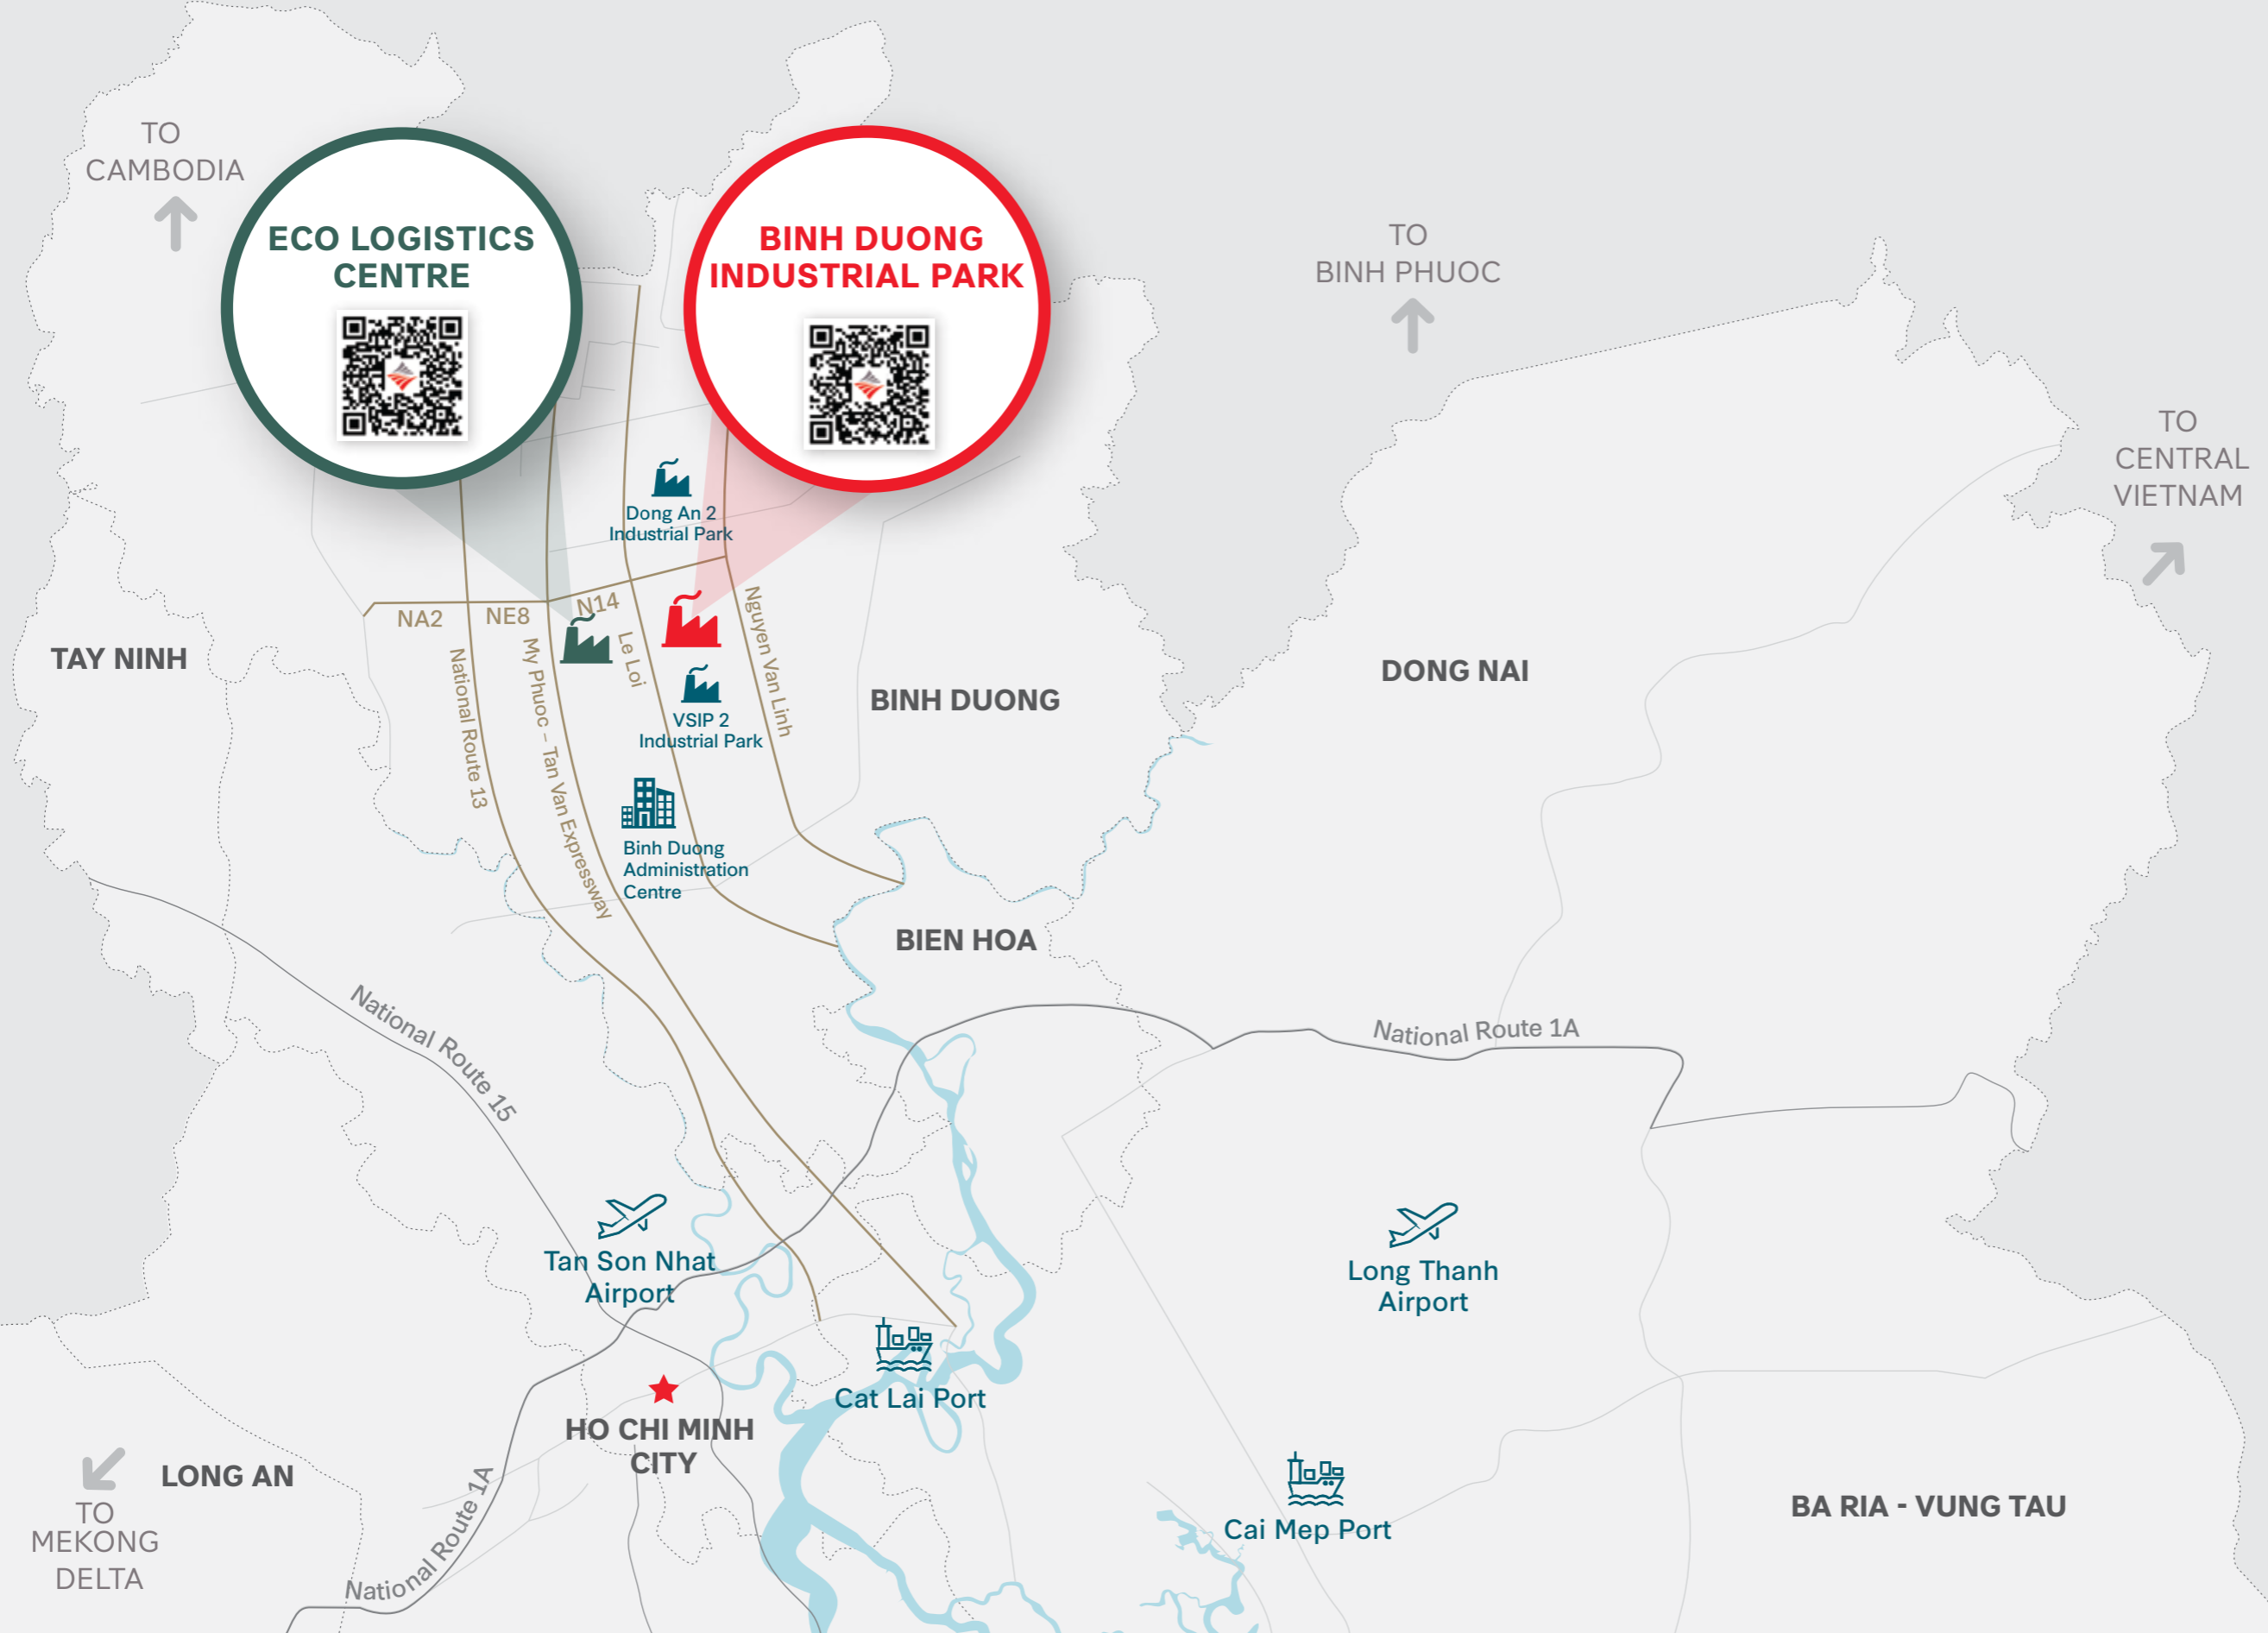 TO
CAMBODIA
ECO LOGISTICS
CENTRE
BINH DUONG
INDUSTRIAL PARK
TO
BINH PHUOC
TO
CENTRAL
VIETNAM
Dong An 2
Industrial Park
NA2
NE8
N14
National Route 13
My Phuoc – Tan Van Expressway
Le Loi
Nguyen Van Linh
VSIP 2
Industrial Park
TAY NINH
BINH DUONG
DONG NAI
Binh Duong
Administration
Centre
BIEN HOA
National Route 15
National Route 1A
Tan Son Nhat
Airport
Long Thanh
Airport
Cat Lai Port
HO CHI MINH
CITY
LONG AN
TO
MEKONG
DELTA
National Route 1A
Cai Mep Port
BA RIA - VUNG TAU